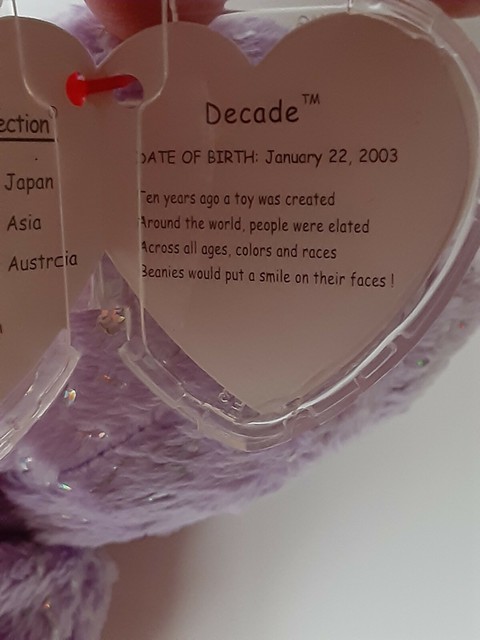 ection
Japan
Asia
Austrcia
Decade™
DATE OF BIRTH: January 22, 2003
Ten years ago a toy was created
Around the world, people were elated
Across all ages, colors and races
Beanies would put a smile on their faces !